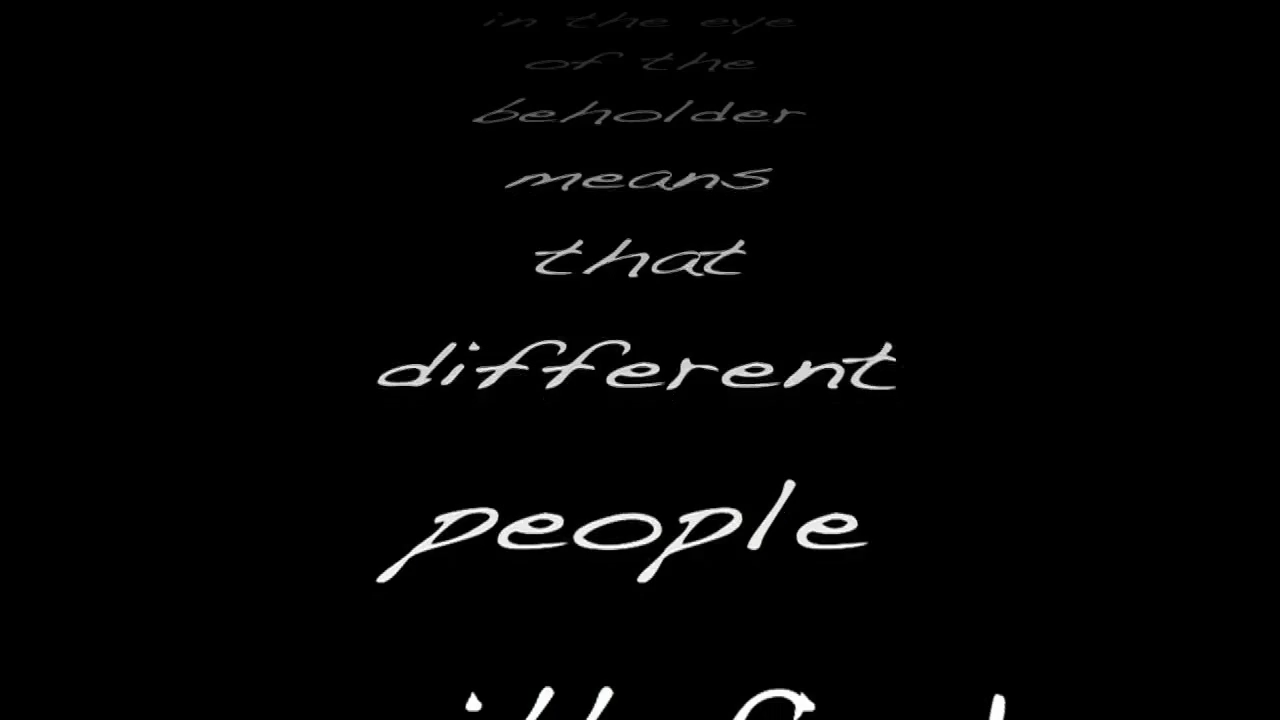 in the eye
of the
beholder
means
that
different
people